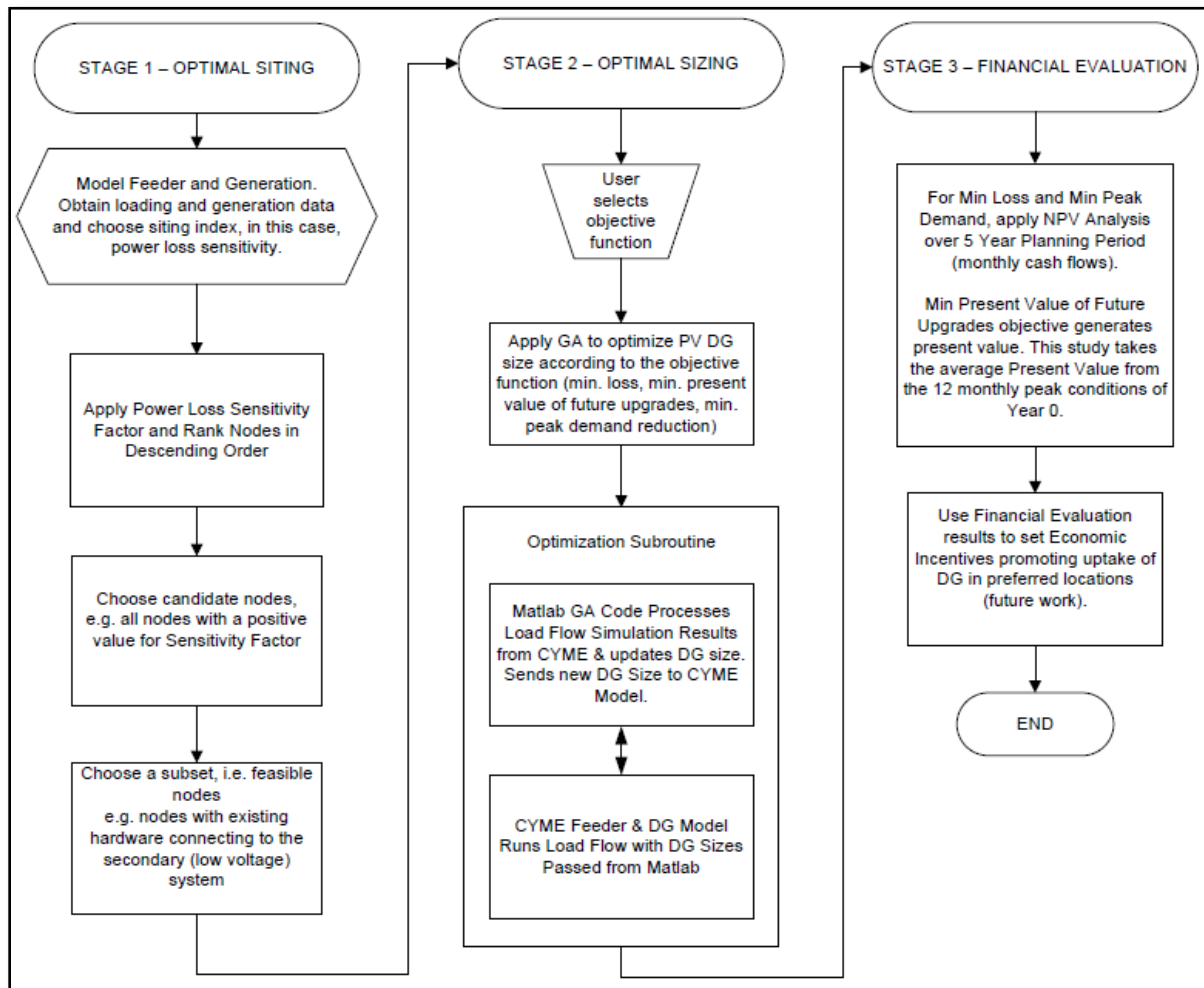 STAGE 1 – OPTIMAL SITING
Model Feeder and Generation.
Obtain loading and generation data
and choose siting index, in this case,
power loss sensitivity.
Apply Power Loss Sensitivity
Factor and Rank Nodes in
Descending Order
Choose candidate nodes,
e.g. all nodes with a positive
value for Sensitivity Factor
Choose a subset, i.e. feasible
nodes
e.g. nodes with existing
hardware connecting to the
secondary (low voltage)
system
STAGE 2 – OPTIMAL SIZING
User
selects
objective
function
Apply GA to optimize PV DG
size according to the objective
function (min. loss, min. present
value of future upgrades, min.
peak demand reduction)
Optimization Subroutine
Matlab GA Code Processes
Load Flow Simulation Results
from CYME & updates DG size.
Sends new DG Size to CYME
Model.
CYME Feeder & DG Model
Runs Load Flow with DG Sizes
Passed from Matlab
STAGE 3 – FINANCIAL EVALUATION
For Min Loss and Min Peak
Demand, apply NPV Analysis
over 5 Year Planning Period
(monthly cash flows).
Min Present Value of Future
Upgrades objective generates
present value. This study takes
the average Present Value from
the 12 monthly peak conditions of
Year 0.
Use Financial Evaluation
results to set Economic
Incentives promoting uptake of
DG in preferred locations
(future work).
END